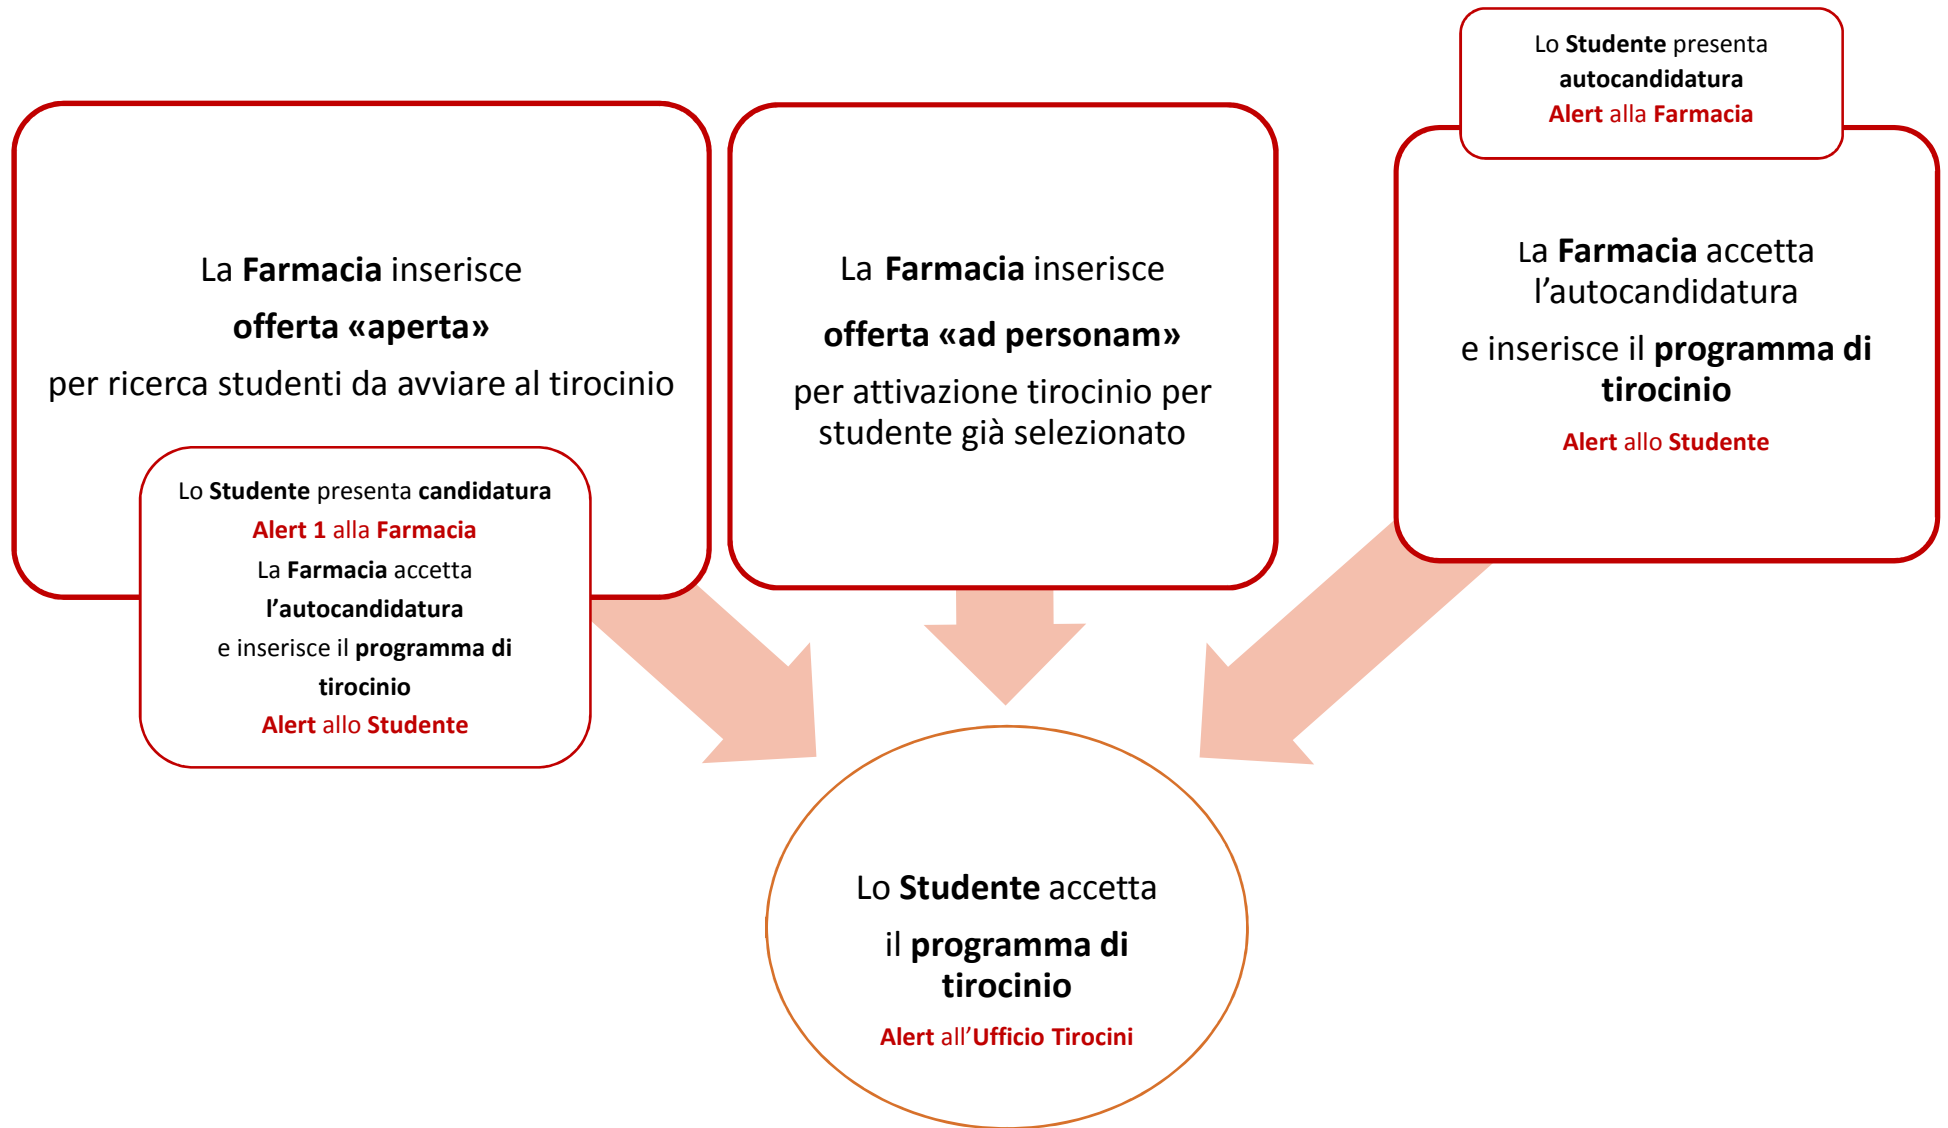 La Farmacia inserisce
offerta «aperta»
per ricerca studenti da avviare al tirocinio
Lo Studente presenta candidatura
Alert 1 alla Farmacia
La Farmacia accetta
l’autocandidatura
e inserisce il programma di
tirocinio
Alert allo Studente
La Farmacia inserisce
offerta «ad personam»
per attivazione tirocinio per
studente già selezionato
Lo Studente presenta
autocandidatura
Alert alla Farmacia
La Farmacia accetta
l’autocandidatura
e inserisce il programma di
tirocinio
Alert allo Studente
Lo Studente accetta
il programma di
tirocinio
Alert all’Ufficio Tirocini